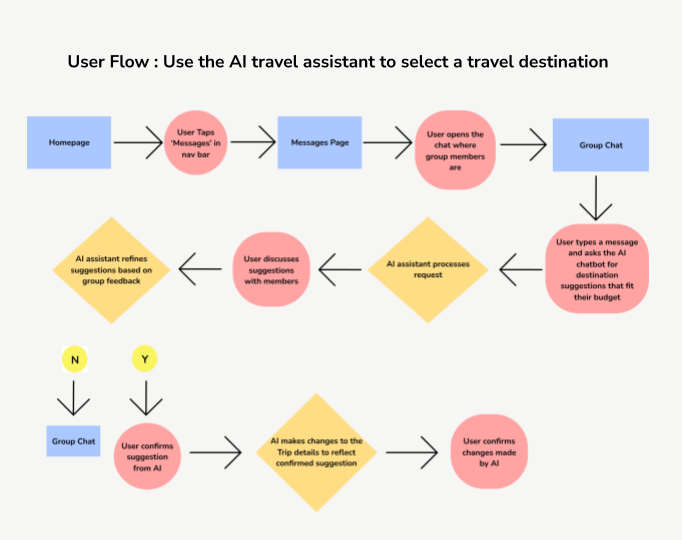 User Flow : Use the AI travel assistant to select a travel destination
Homepage
User Taps
'Messages' in
nav bar
Messages Page
User opens the
chat where
group members
are
Group Chat
User types a message
and asks the AI
chatbot for
destination
suggestions that fit
their budget
AI assistant processes
request
User discusses
suggestions
with members
AI assistant refines
suggestions based on
group feedback
N
Y
Group Chat
User confirms
suggestion
from AI
AI makes changes to the
Trip details to reflect
confirmed suggestion
User confirms
changes made
by AI